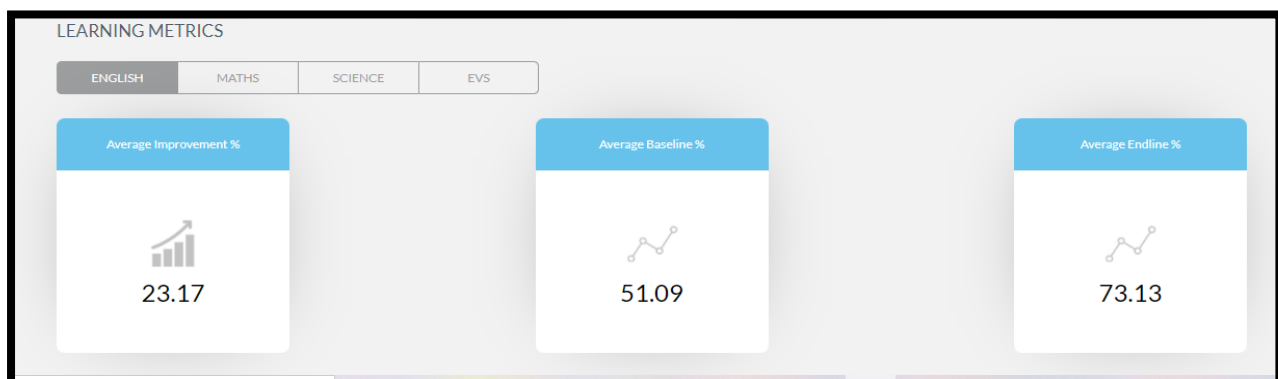 LEARNING METRICS
ENGLISH MATHS SCIENCE EVS
Average Improvement % Average Baseline % Average Endline %
23.17 51.09 73.13